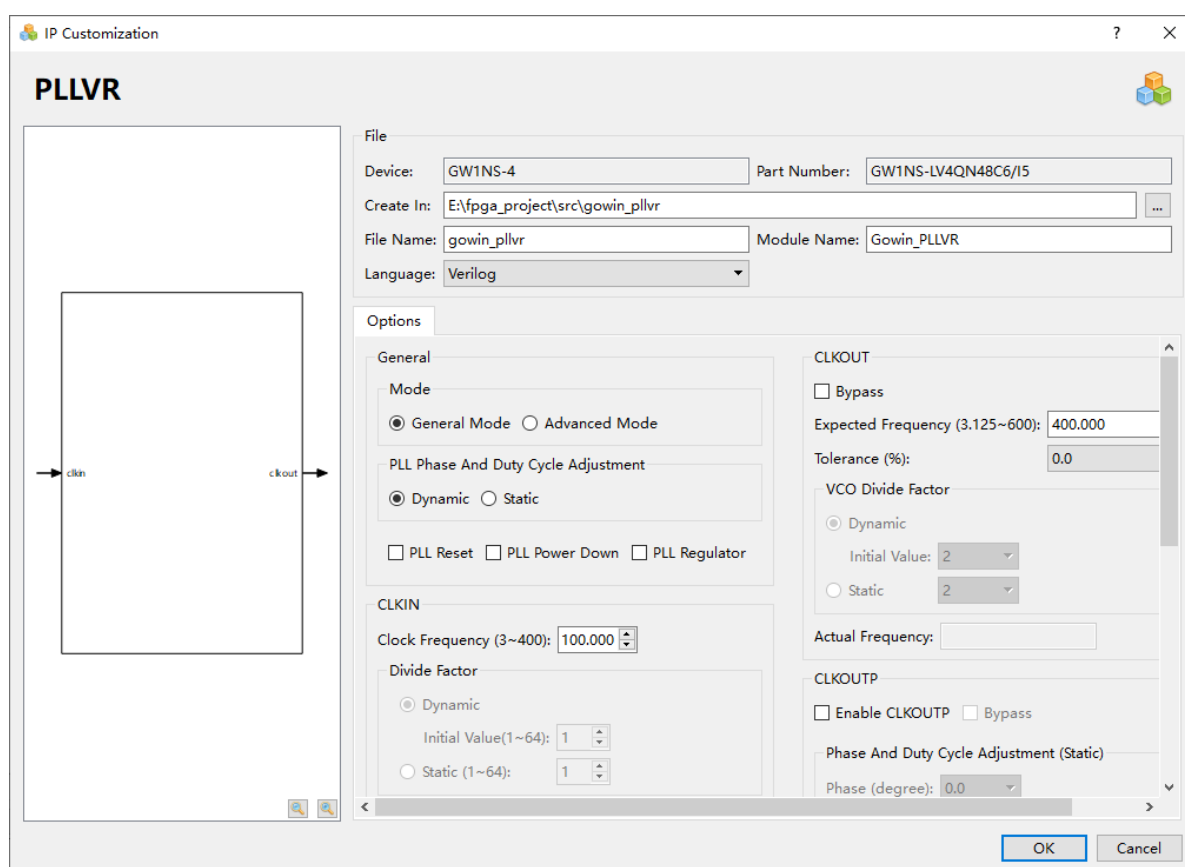 IP Customization
? ×
PLLVR
clkin
clkout
File
Device: GW1NS-4 Part Number: GW1NS-LV4QN48C6/I5
Create In: E:\fpga_project\src\gowin_pllvr ...
File Name: gowin_pllvr Module Name: Gowin_PLLVR
Language: Verilog
Options
General
Mode
General Mode Advanced Mode
PLL Phase And Duty Cycle Adjustment
Dynamic Static
PLL Reset PLL Power Down PLL Regulator
CLKIN
Clock Frequency (3~400): 100.000
Divide Factor
Dynamic
Initial Value(1~64): 1
Static (1~64): 1
CLKOUT
Bypass
Expected Frequency (3.125~600): 400.000
Tolerance (%): 0.0
VCO Divide Factor
Dynamic
Initial Value: 2
Static 2
Actual Frequency:
CLKOUTP
Enable CLKOUTP Bypass
Phase And Duty Cycle Adjustment (Static)
Phase (degree): 0.0
OK Cancel